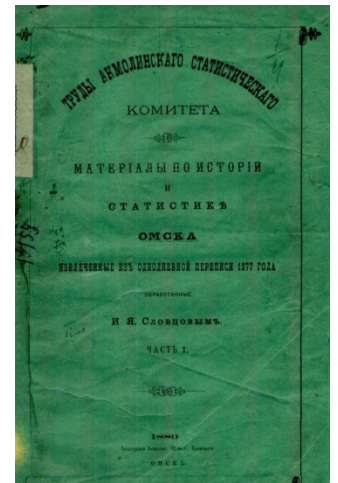 ТРУДЫ АКМОЛИНСКАГО СТАТИСТИЧЕСКАГО
КОМИТЕТА
МАТЕРІАЛЫ ПО ИСТОРІИ
И
СТАТИСТИКѢ
ОМСКА
ИЗВЛЕЧЕННЫЕ ИЗЪ ОДНОДНЕВНОЙ ПЕРЕПИСИ 1877 ГОДА
ОБРАБОТАННЫЕ
И. Я. Словцовымъ.
ЧАСТЬ 1.
1880
ОМСКЪ.